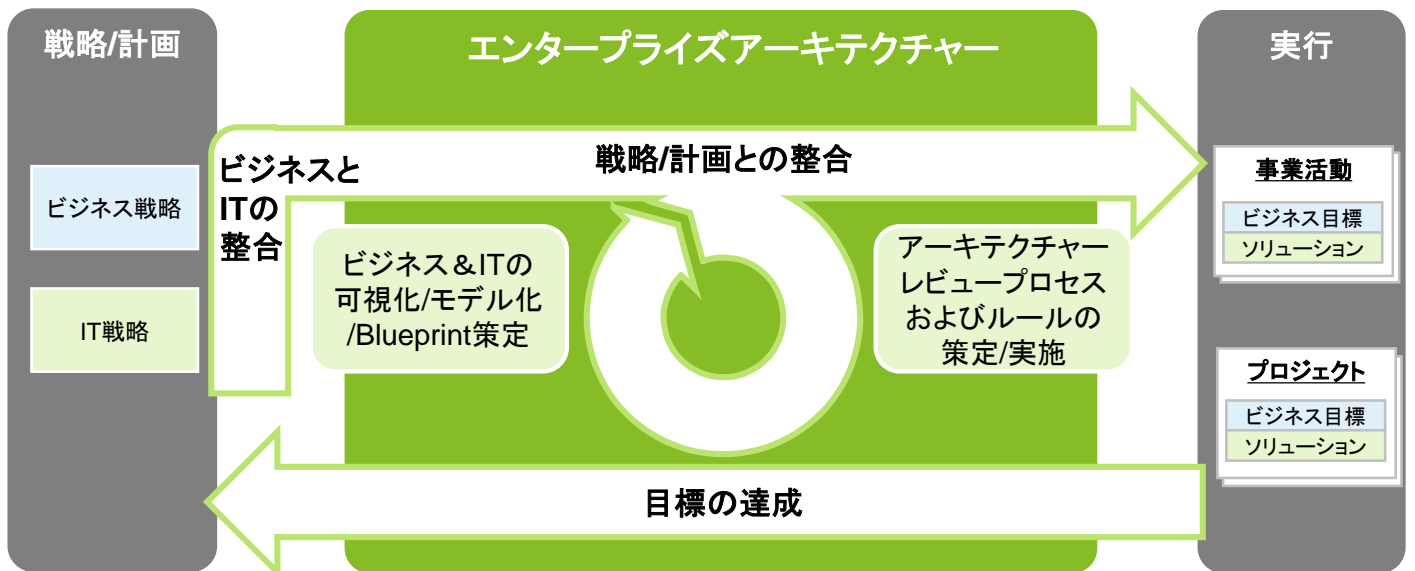 戦略/計画
エンタープライズアーキテクチャー
実行
ビジネス戦略
IT戦略
ビジネスと
ITの
整合
戦略/計画との整合
ビジネス＆ITの
可視化/モデル化
/Blueprint策定
アーキテクチャー
レビュープロセス
およびルールの
策定/実施
事業活動
ビジネス目標
ソリューション
プロジェクト
ビジネス目標
ソリューション
目標の達成